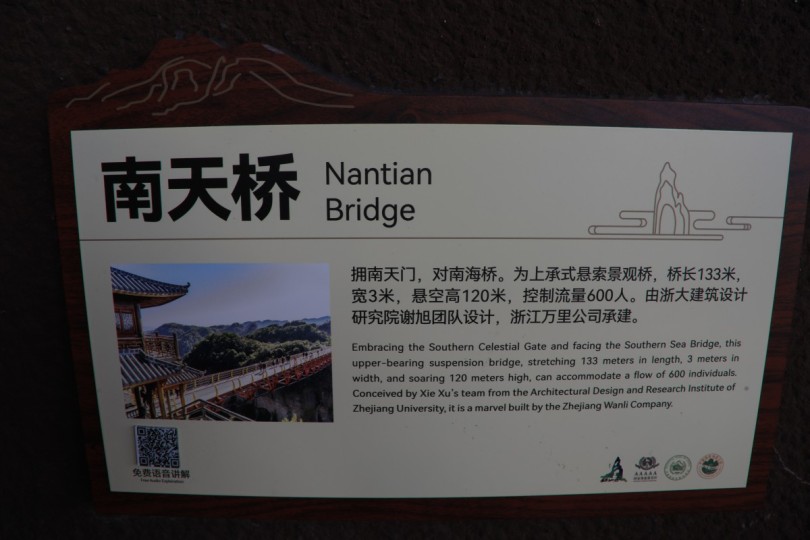 南天桥
Nantian
Bridge
拥南天门，对南海桥。为上承式悬索景观桥，桥长133米，
宽3米，悬空高120米，控制流量600人。由浙大建筑设计
研究院谢旭团队设计，浙江万里公司承建。
Embracing the Southern Celestial Gate and facing the Southern Sea Bridge, this
upper-bearing suspension bridge, stretching 133 meters in length, 3 meters in
width, and soaring 120 meters high, can accommodate a flow of 600 individuals.
Conceived by Xie Xu's team from the Architectural Design and Research Institute of
Zhejiang University, it is a marvel built by the Zhejiang Wanli Company.
免费语音讲解
Free Audio Explanation